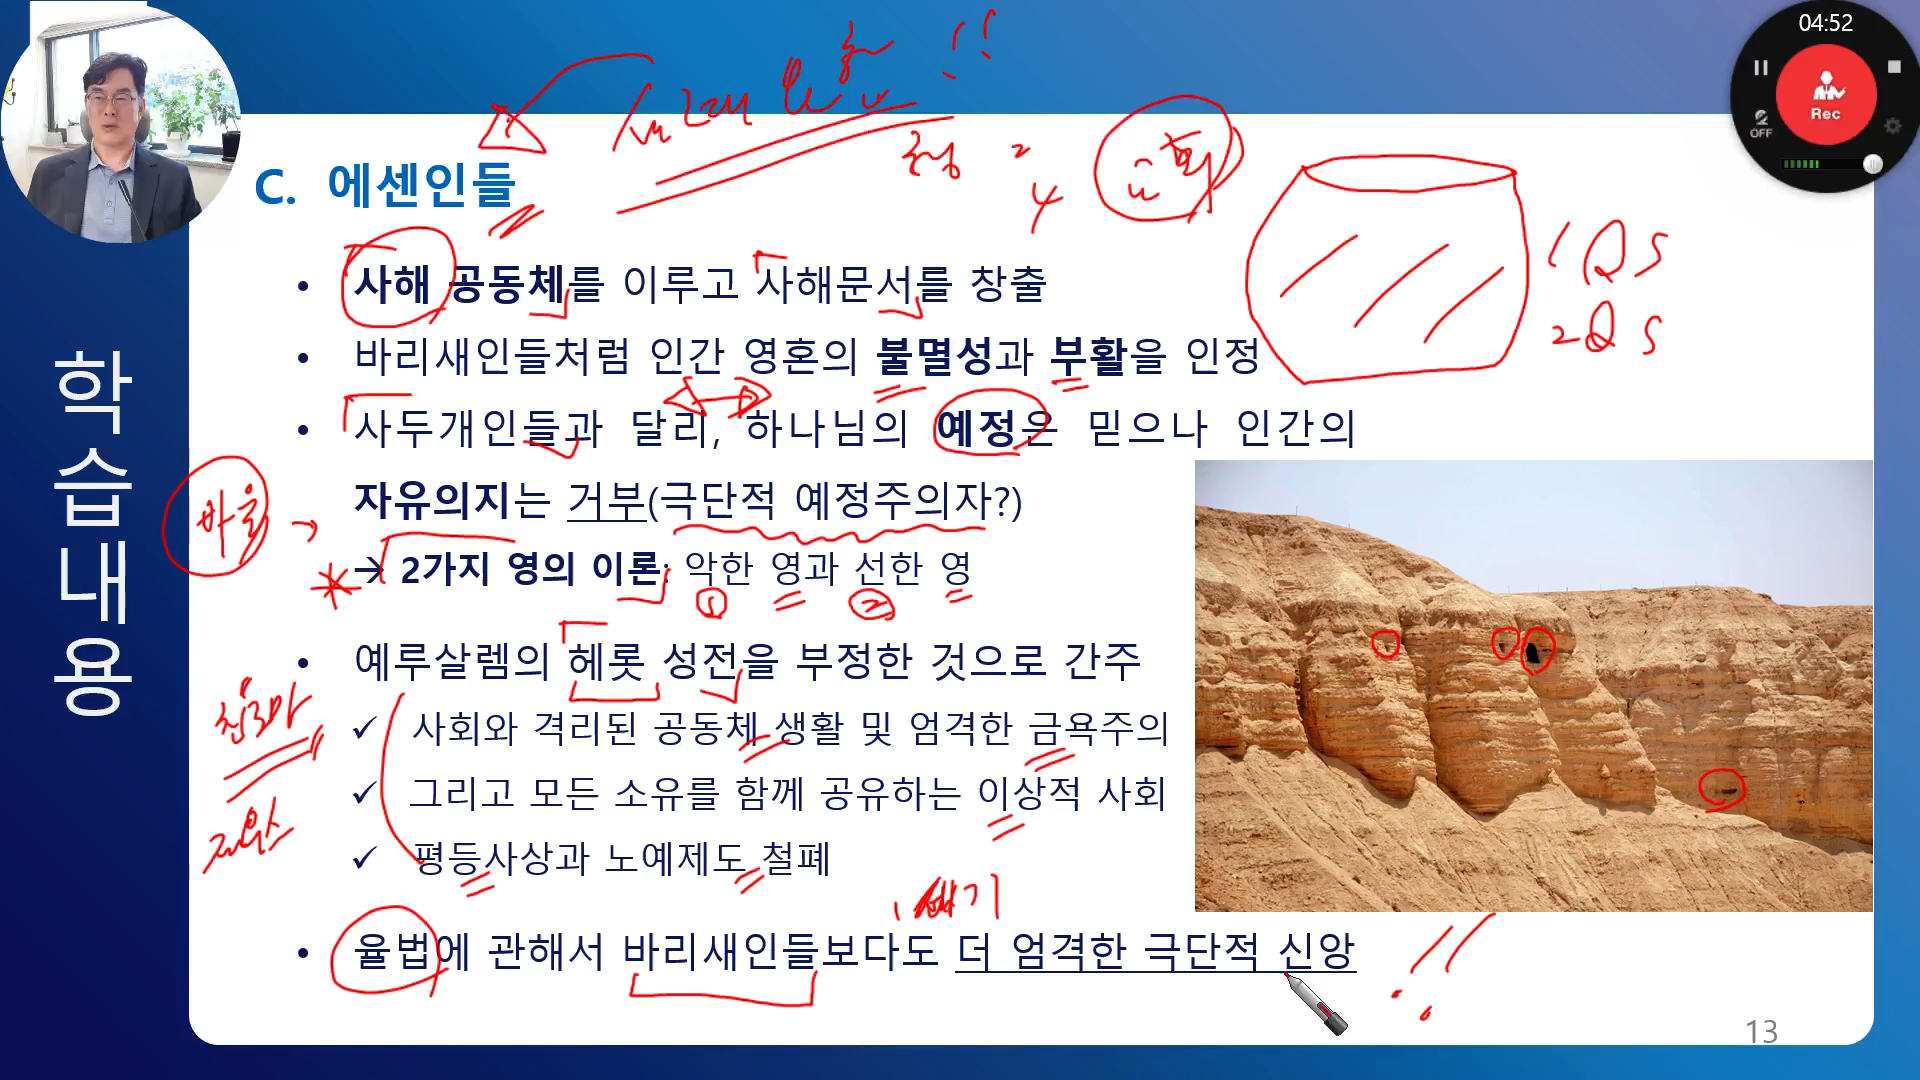 04:52
Rec
OFF
학습내용
C. 에센인들
• 사해 공동체를 이루고 사해문서를 창출
1QS
2QS
• 바리새인들처럼 인간 영혼의 불멸성과 부활을 인정
• 사두개인들과 달리, 하나님의 예정은 믿으나 인간의
자유의지는 거부(극단적 예정주의자?)
바울
→ 2가지 영의 이론: 악한 영과 선한 영
① ②
• 예루살렘의 헤롯 성전을 부정한 것으로 간주
✓ 사회와 격리된 공동체 생활 및 엄격한 금욕주의
✓ 그리고 모든 소유를 함께 공유하는 이상적 사회
✓ 평등사상과 노예제도 철폐
• 율법에 관해서 바리새인들보다도 더 엄격한 극단적 신앙
13